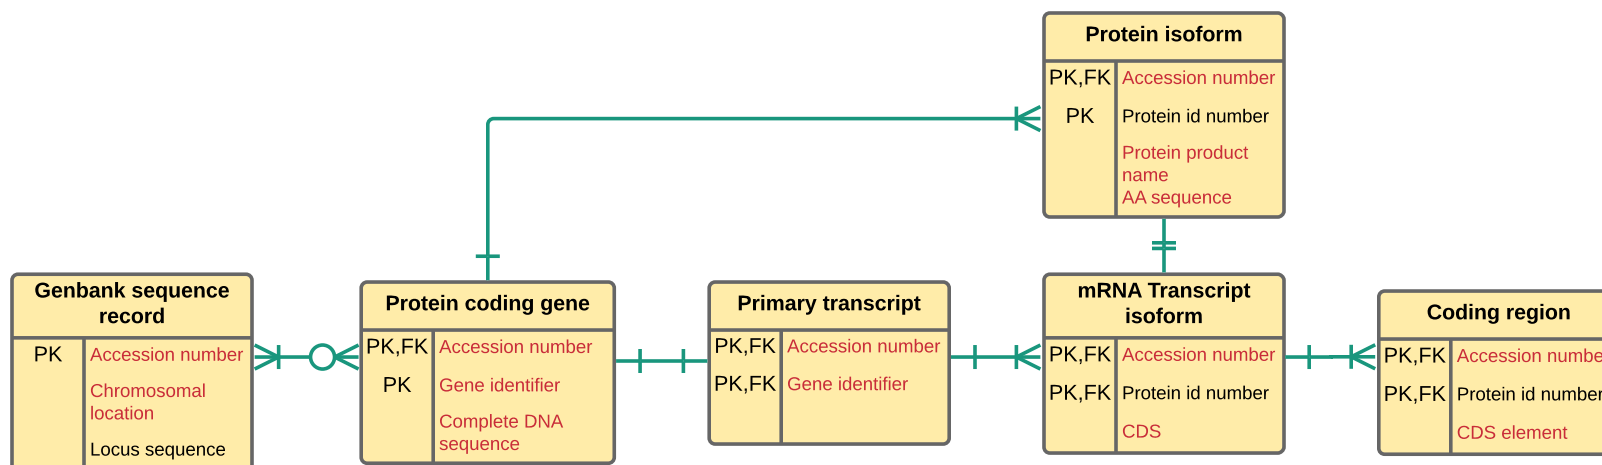 Protein isoform
PK,FK Accession number
PK Protein id number
Protein product
name
AA sequence
Genbank sequence
record
PK Accession number
Chromosomal
location
Locus sequence
Protein coding gene
PK,FK Accession number
PK Gene identifier
Complete DNA
sequence
Primary transcript
PK,FK Accession number
PK,FK Gene identifier
mRNA Transcript
isoform
PK,FK Accession number
PK,FK Protein id number
CDS
Coding region
PK,FK Accession numbe
PK,FK Protein id number
CDS element